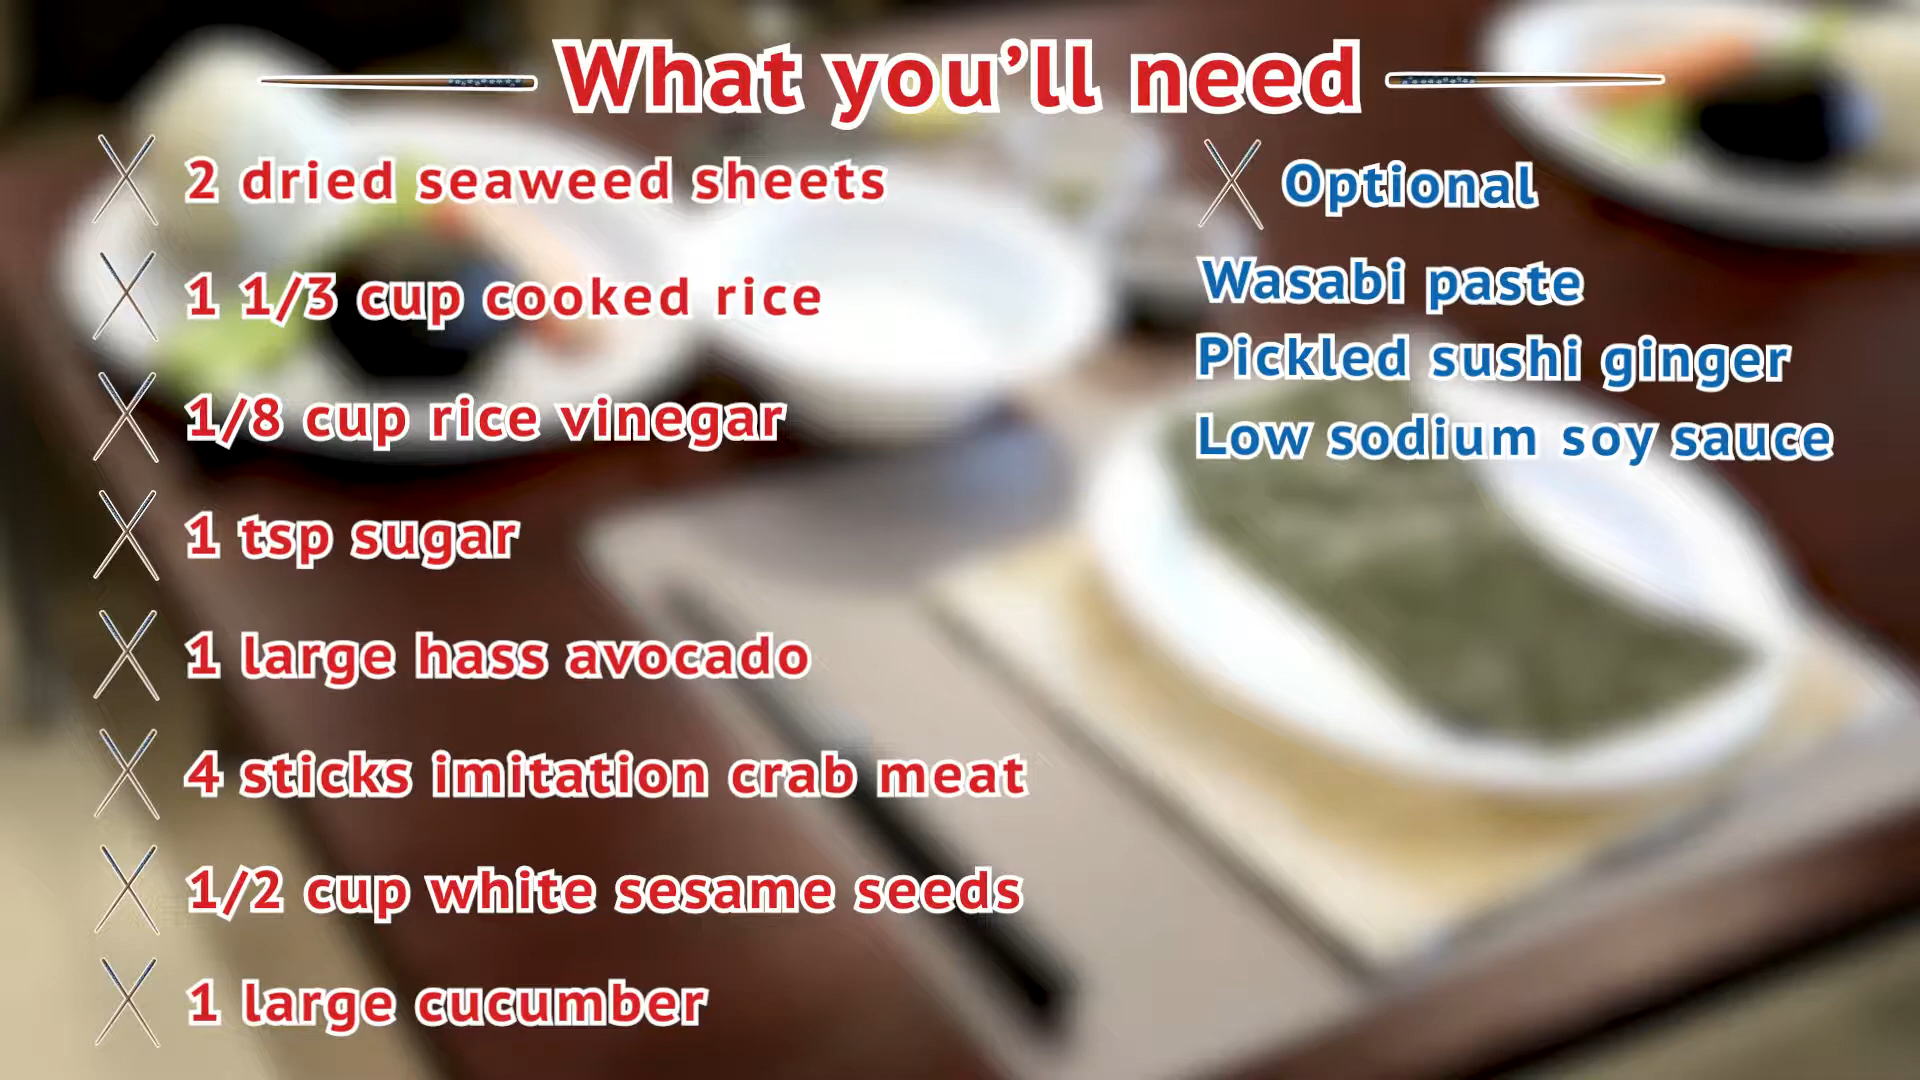 What you’ll need
2 dried seaweed sheets
1 1/3 cup cooked rice
1/8 cup rice vinegar
1 tsp sugar
1 large hass avocado
4 sticks imitation crab meat
1/2 cup white sesame seeds
1 large cucumber
Optional
Wasabi paste
Pickled sushi ginger
Low sodium soy sauce